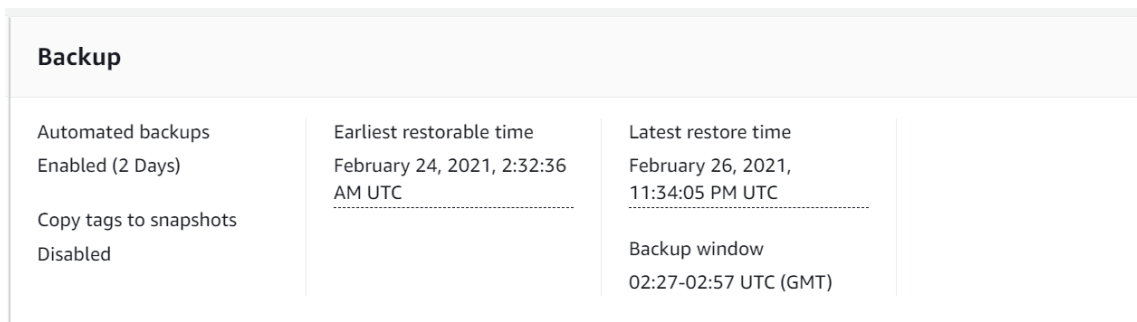 Backup
Automated backups
Enabled (2 Days)
Copy tags to snapshots
Disabled
Earliest restorable time
February 24, 2021, 2:32:36
AM UTC
Latest restore time
February 26, 2021,
11:34:05 PM UTC
Backup window
02:27-02:57 UTC (GMT)